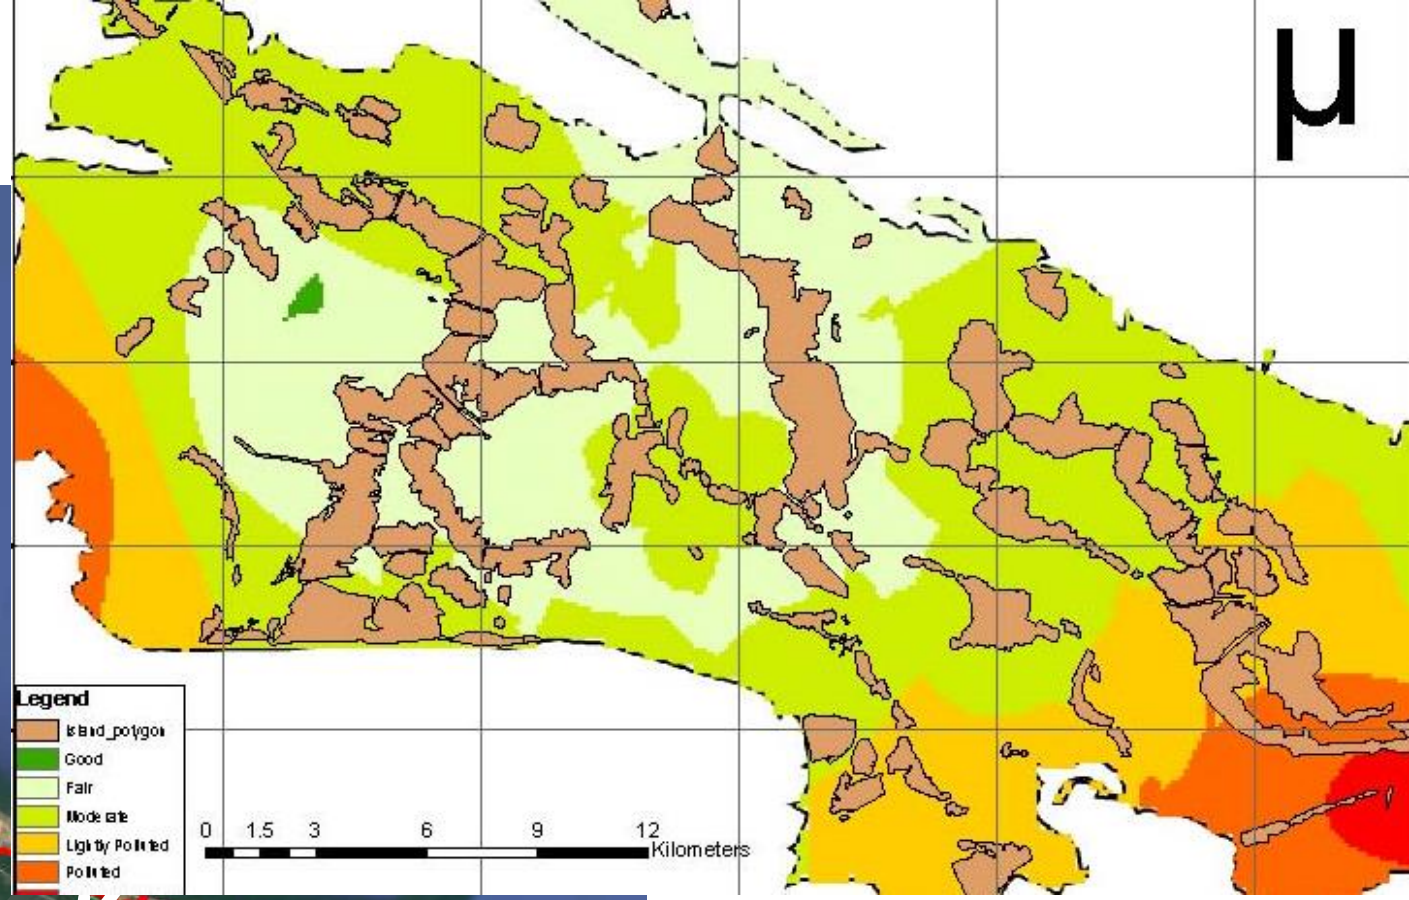 µ
Legend
Island_polygon
Good
Fair
Moderate
Lightly Polluted
Polluted
0 1.5 3 6 9 12
Kilometers